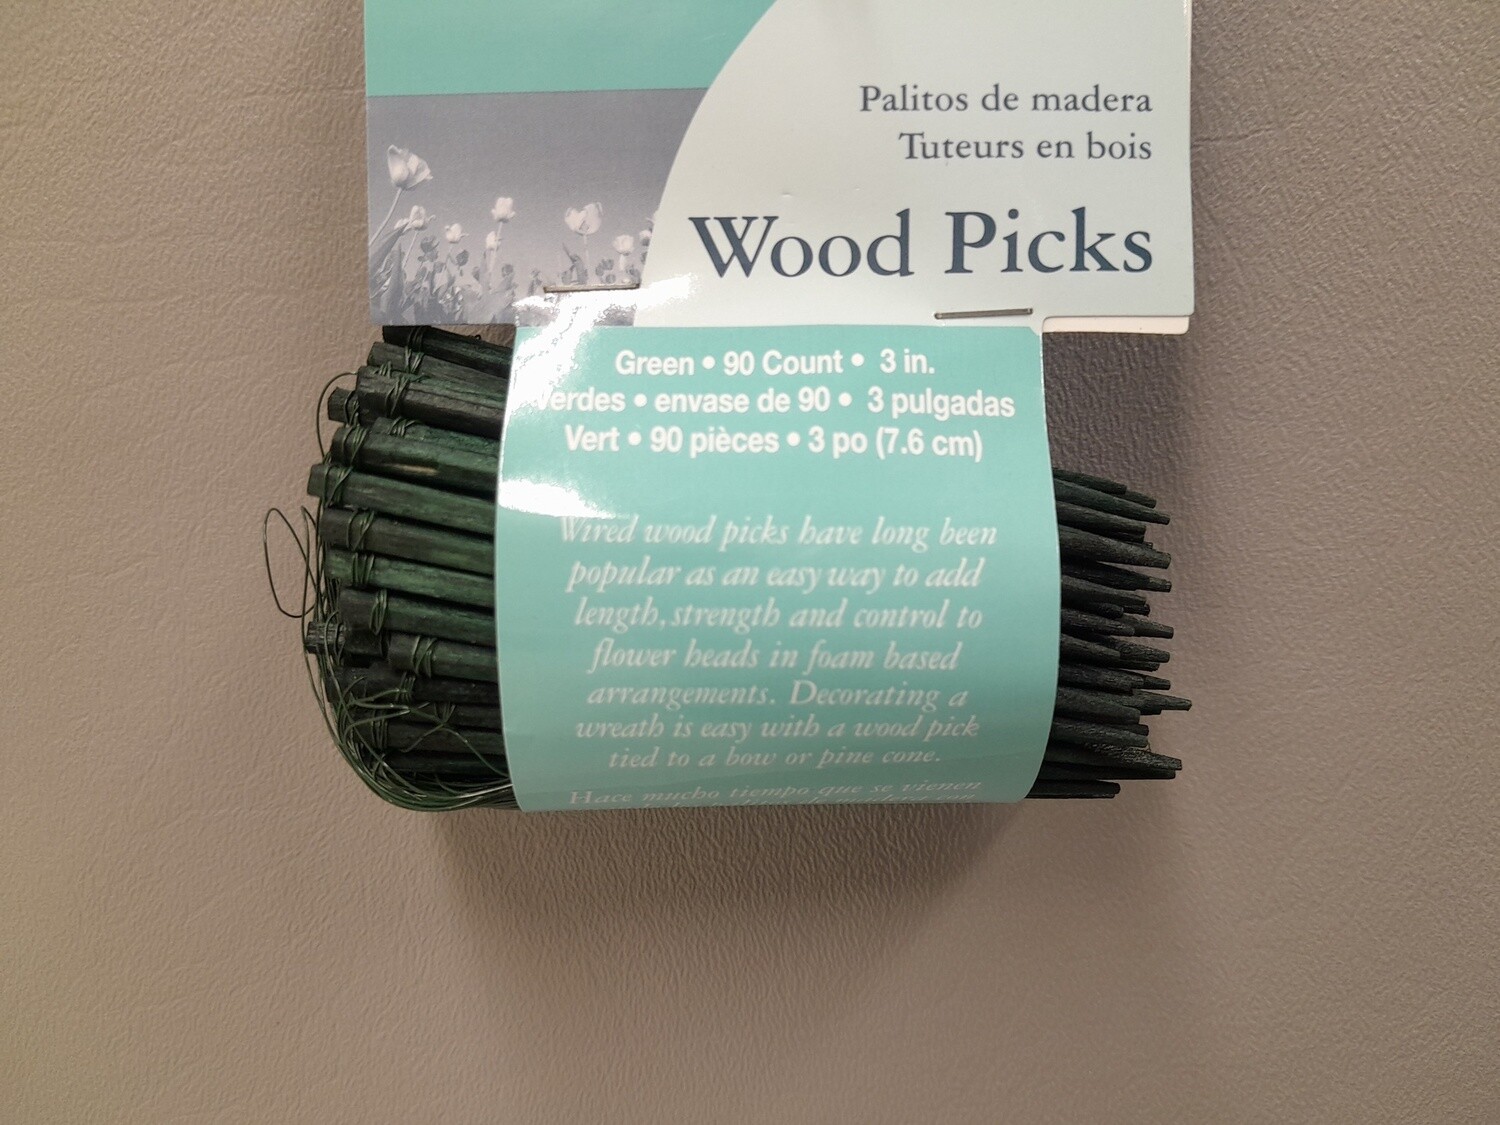 Palitos de madera
Tuteurs en bois
Wood Picks
Green • 90 Count • 3 in.
Verdes • envase de 90 • 3 pulgadas
Vert • 90 pièces • 3 po (7.6 cm)
Wired wood picks have long been
popular as an easy way to add
length, strength and control to
flower heads in foam based
arrangements. Decorating a
wreath is easy with a wood pick
tied to a bow or pine cone.
Hace mucho tiempo que se vienen